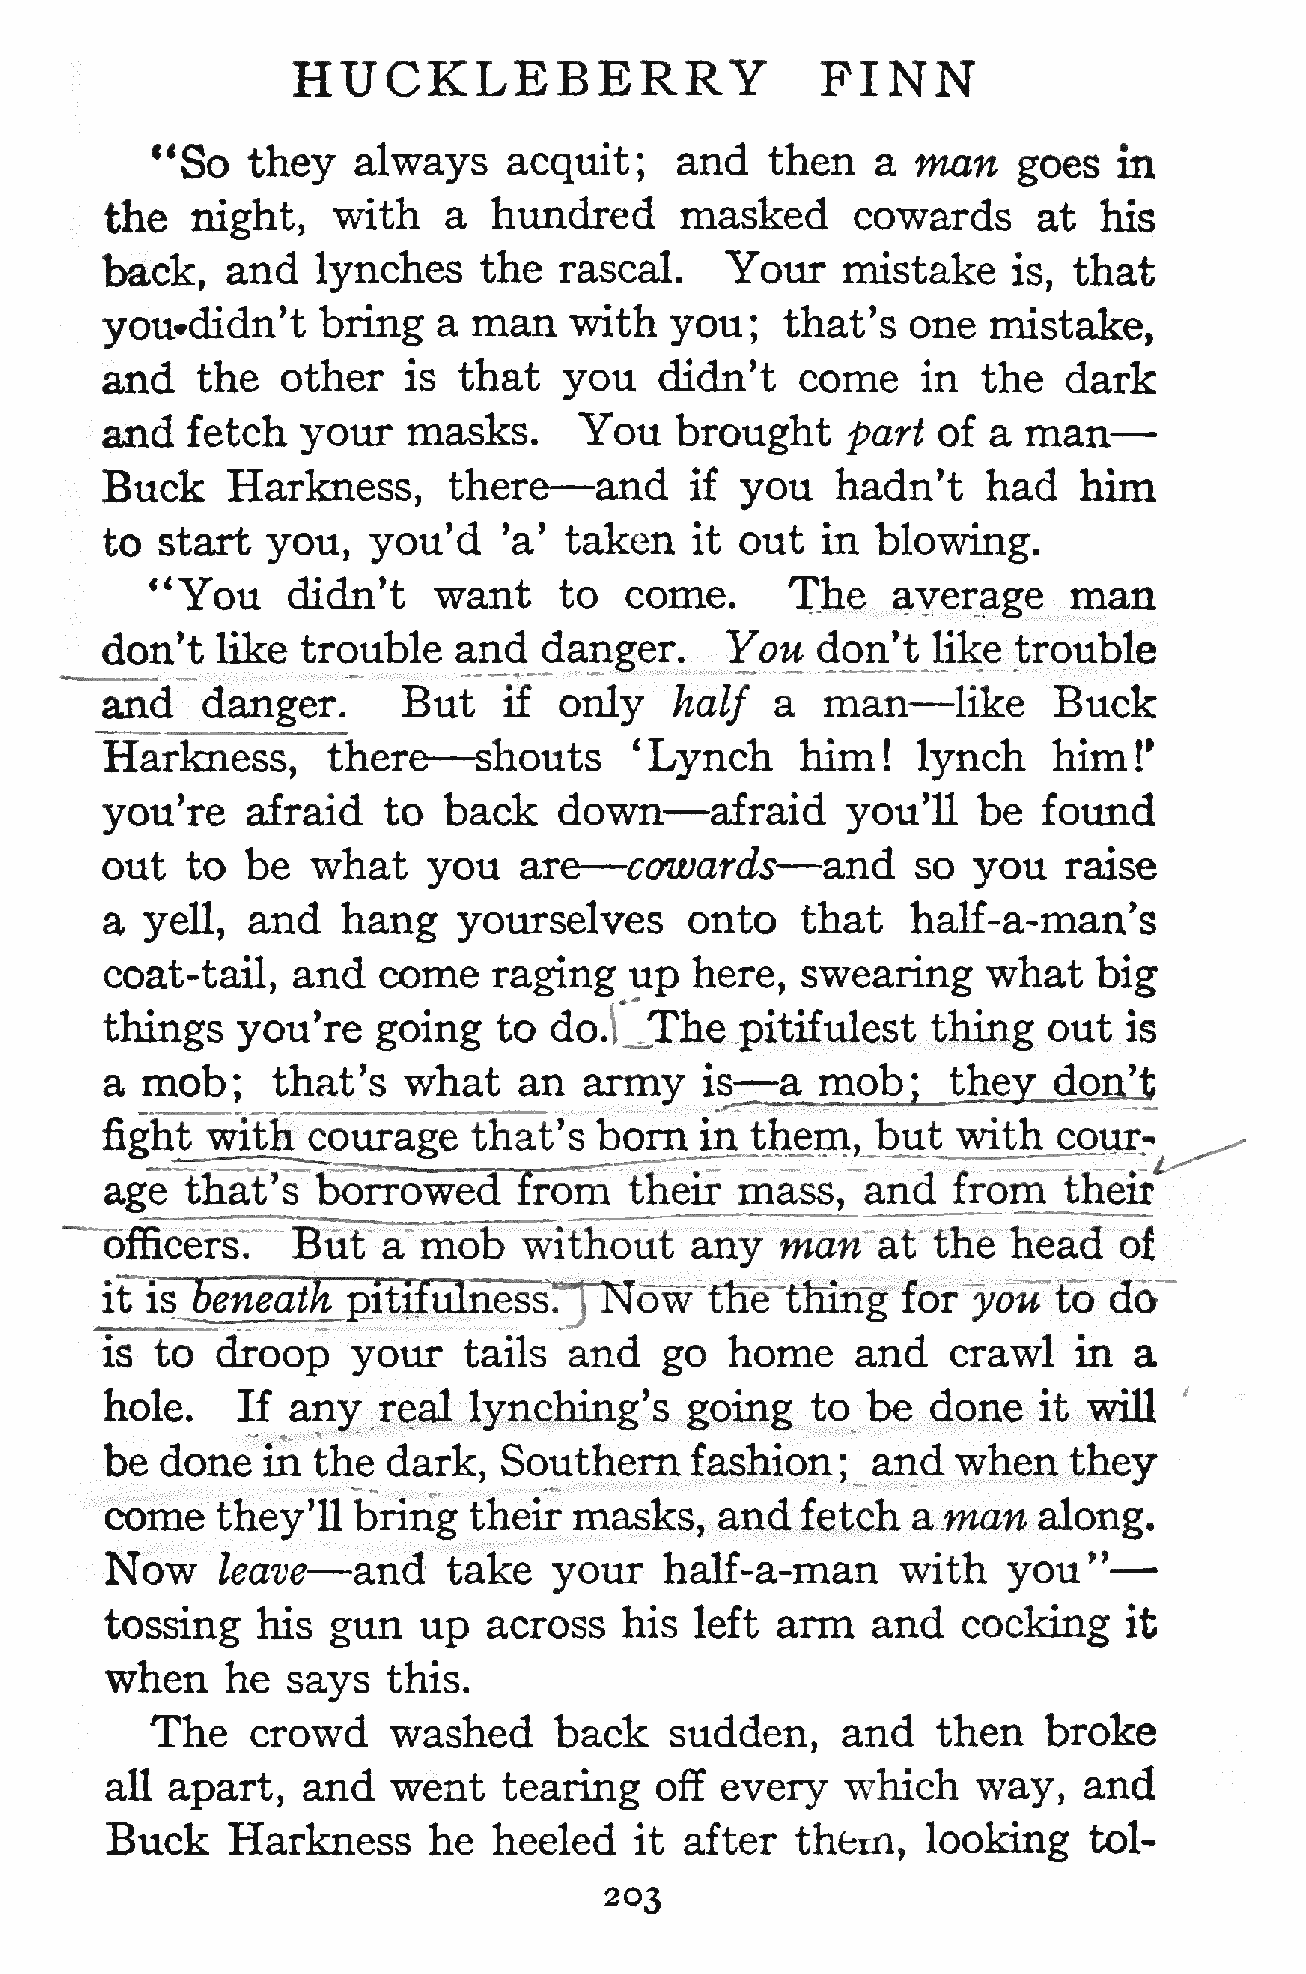 HUCKLEBERRY FINN
“So they always acquit; and then a man goes in
the night, with a hundred masked cowards at his
back, and lynches the rascal. Your mistake is, that
you didn’t bring a man with you; that’s one mistake,
and the other is that you didn’t come in the dark
and fetch your masks. You brought part of a man—
Buck Harkness, there—and if you hadn’t had him
to start you, you’d ’a’ taken it out in blowing.
“You didn’t want to come. The average man
don’t like trouble and danger. You don’t like trouble
and danger. But if only half a man—like Buck
Harkness, there—shouts ‘Lynch him! lynch him!’
you’re afraid to back down—afraid you’ll be found
out to be what you are—cowards—and so you raise
a yell, and hang yourselves onto that half-a-man’s
coat-tail, and come raging up here, swearing what big
things you’re going to do. The pitifulest thing out is
a mob; that’s what an army is—a mob; they don’t
fight with courage that’s born in them, but with cour-
age that’s borrowed from their mass, and from their
officers. But a mob without any man at the head of
it is beneath pitifulness. Now the thing for you to do
is to droop your tails and go home and crawl in a
hole. If any real lynching’s going to be done it will
be done in the dark, Southern fashion; and when they
come they’ll bring their masks, and fetch a man along.
Now leave—and take your half-a-man with you”—
tossing his gun up across his left arm and cocking it
when he says this.
The crowd washed back sudden, and then broke
all apart, and went tearing off every which way, and
Buck Harkness he heeled it after them, looking tol-
203